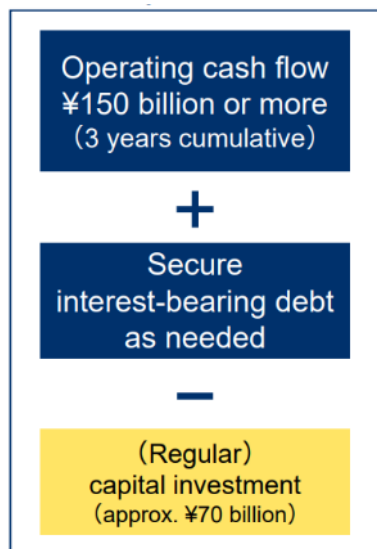 Operating cash flow
¥150 billion or more
（3 years cumulative）
+
Secure
interest-bearing debt
as needed
−
（Regular）
capital investment
（approx. ¥70 billion）